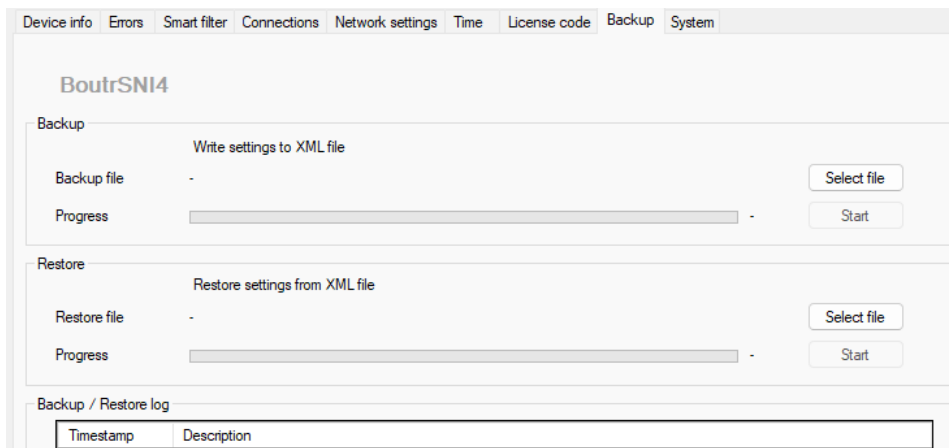 Device info Errors Smart filter Connections Network settings Time License code Backup System
BoutrSNI4
Backup
Write settings to XML file
Backup file - Select file
Progress - Start
Restore
Restore settings from XML file
Restore file - Select file
Progress - Start
Backup / Restore log
Timestamp Description